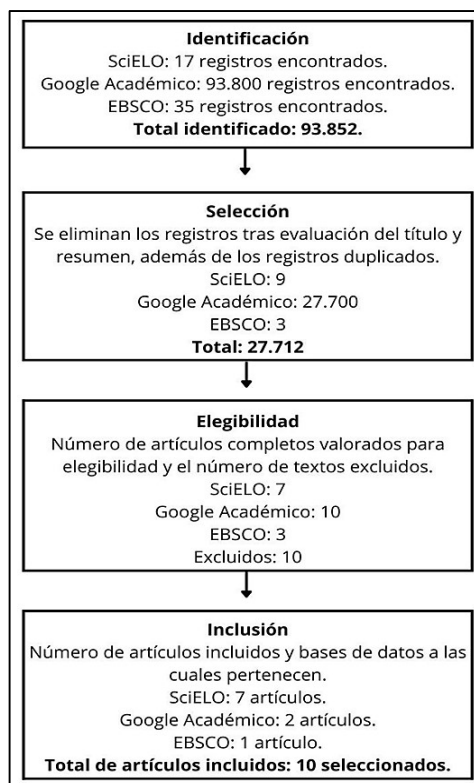 Identificación
SciELO: 17 registros encontrados.
Google Académico: 93.800 registros encontrados.
EBSCO: 35 registros encontrados.
Total identificado: 93.852.
Selección
Se eliminan los registros tras evaluación del título y
resumen, además de los registros duplicados.
SciELO: 9
Google Académico: 27.700
EBSCO: 3
Total: 27.712
Elegibilidad
Número de artículos completos valorados para
elegibilidad y el número de textos excluidos.
SciELO: 7
Google Académico: 10
EBSCO: 3
Excluidos: 10
Inclusión
Número de artículos incluidos y bases de datos a las
cuales pertenecen.
SciELO: 7 artículos.
Google Académico: 2 artículos.
EBSCO: 1 artículo.
Total de artículos incluidos: 10 seleccionados.